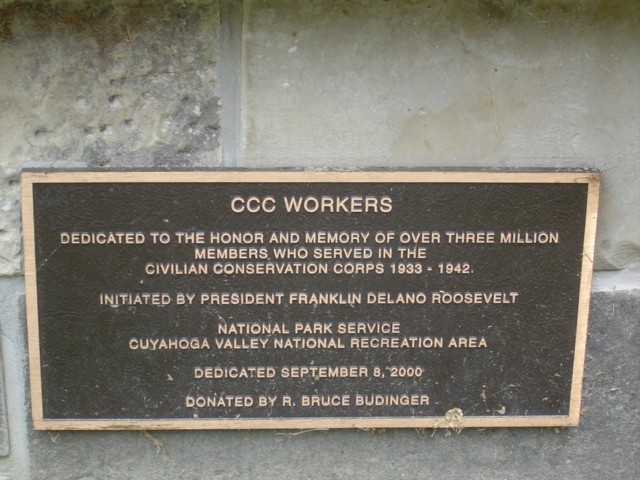 CCC WORKERS
DEDICATED TO THE HONOR AND MEMORY OF OVER THREE MILLION
MEMBERS WHO SERVED IN THE
CIVILIAN CONSERVATION CORPS 1933 - 1942.
INITIATED BY PRESIDENT FRANKLIN DELANO ROOSEVELT
NATIONAL PARK SERVICE
CUYAHOGA VALLEY NATIONAL RECREATION AREA
DEDICATED SEPTEMBER 8, 2000
DONATED BY R. BRUCE BUDINGER